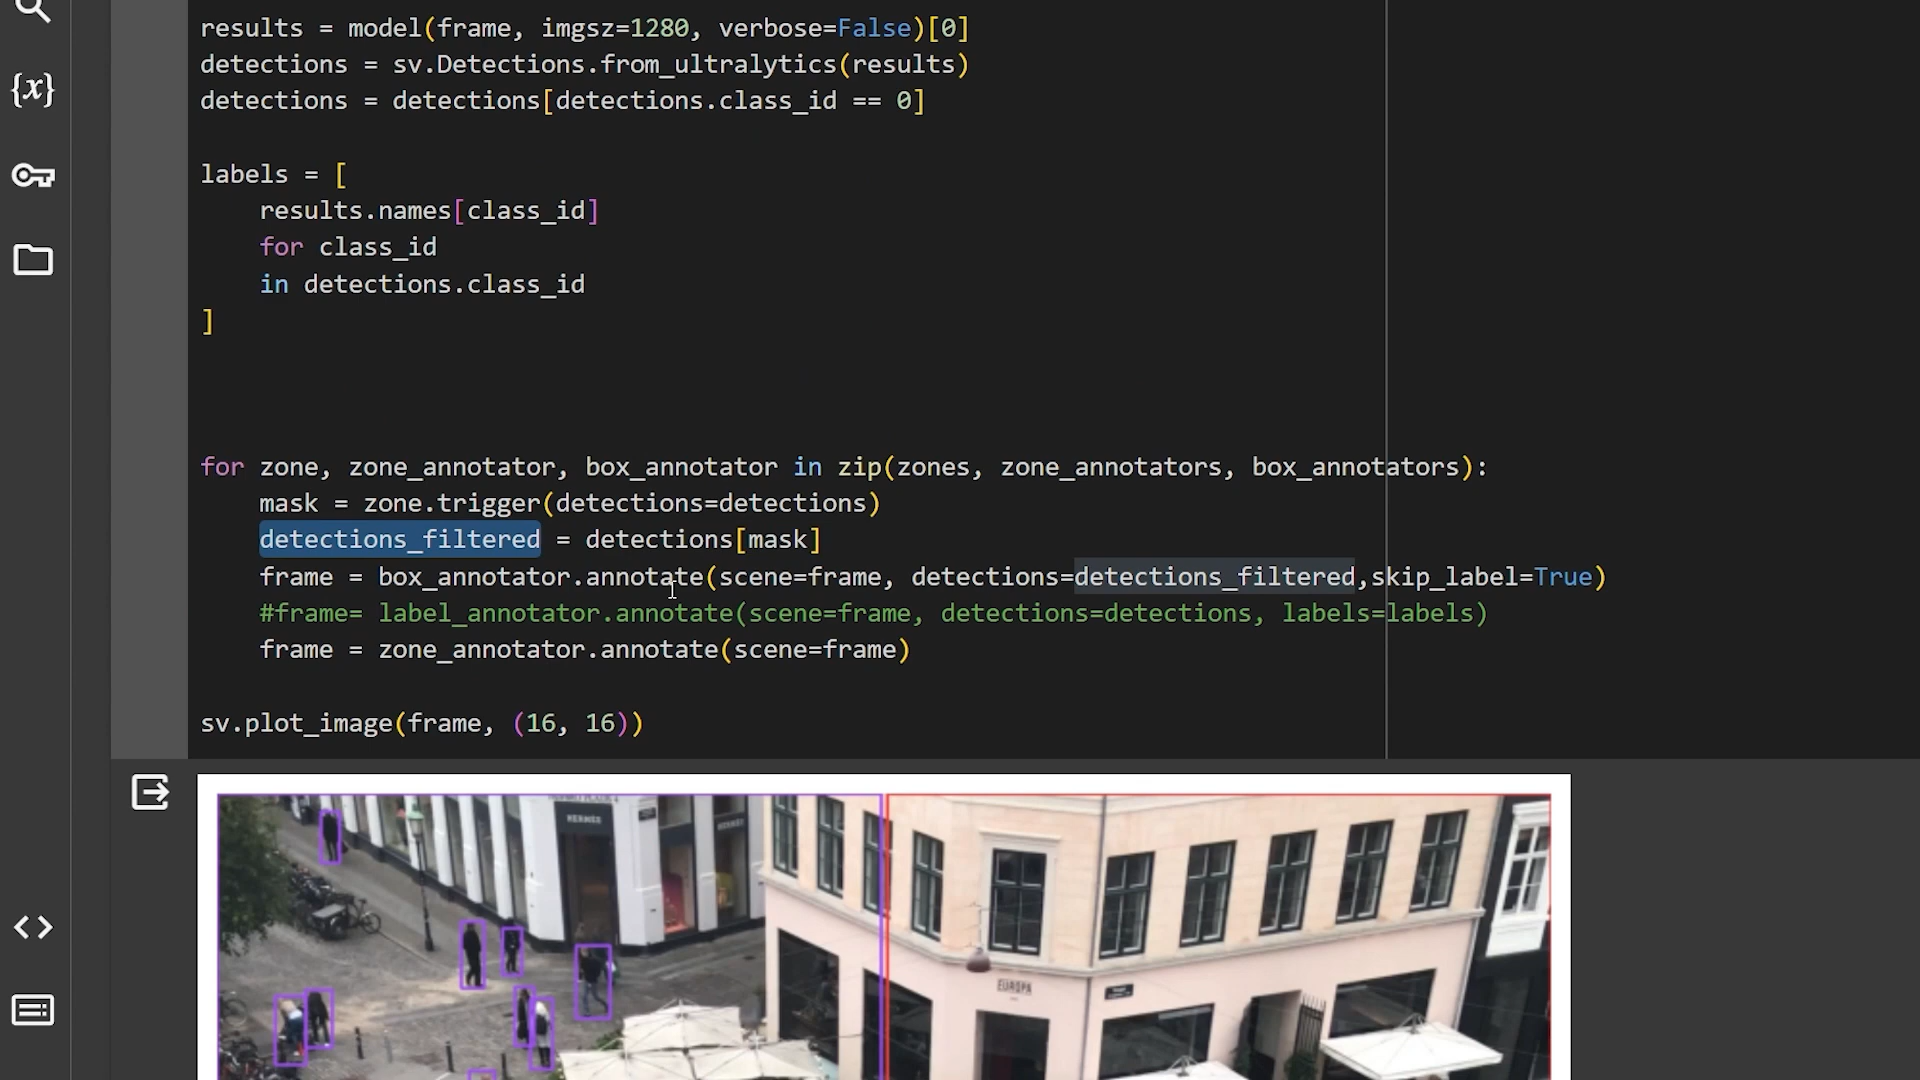 results = model(frame, imgsz=1280, verbose=False)[0]
detections = sv.Detections.from_ultralytics(results)
detections = detections[detections.class_id == 0]
labels = [
results.names[class_id]
for class_id
in detections.class_id
]
for zone, zone_annotator, box_annotator in zip(zones, zone_annotators, box_annotators):
mask = zone.trigger(detections=detections)
detections_filtered = detections[mask]
frame = box_annotator.annotate(scene=frame, detections=detections_filtered,skip_label=True)
#frame= label_annotator.annotate(scene=frame, detections=detections, labels=labels)
frame = zone_annotator.annotate(scene=frame)
sv.plot_image(frame, (16, 16))
{x}
HERMES
EUROPA